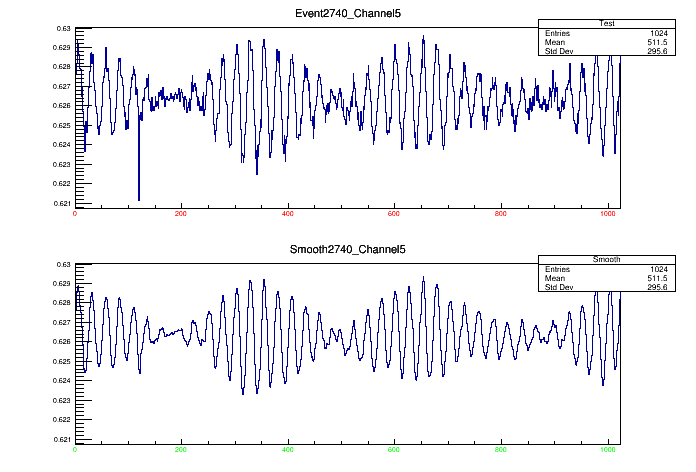 Event2740_Channel5
Test
Entries 1024
Mean 511.5
Std Dev 295.6
0.63
0.629
0.628
0.627
0.626
0.625
0.624
0.623
0.622
0.621
0 200 400 600 800 1000
Smooth2740_Channel5
Smooth
Entries 1024
Mean 511.5
Std Dev 295.6
0.63
0.629
0.628
0.627
0.626
0.625
0.624
0.623
0.622
0.621
0 200 400 600 800 1000